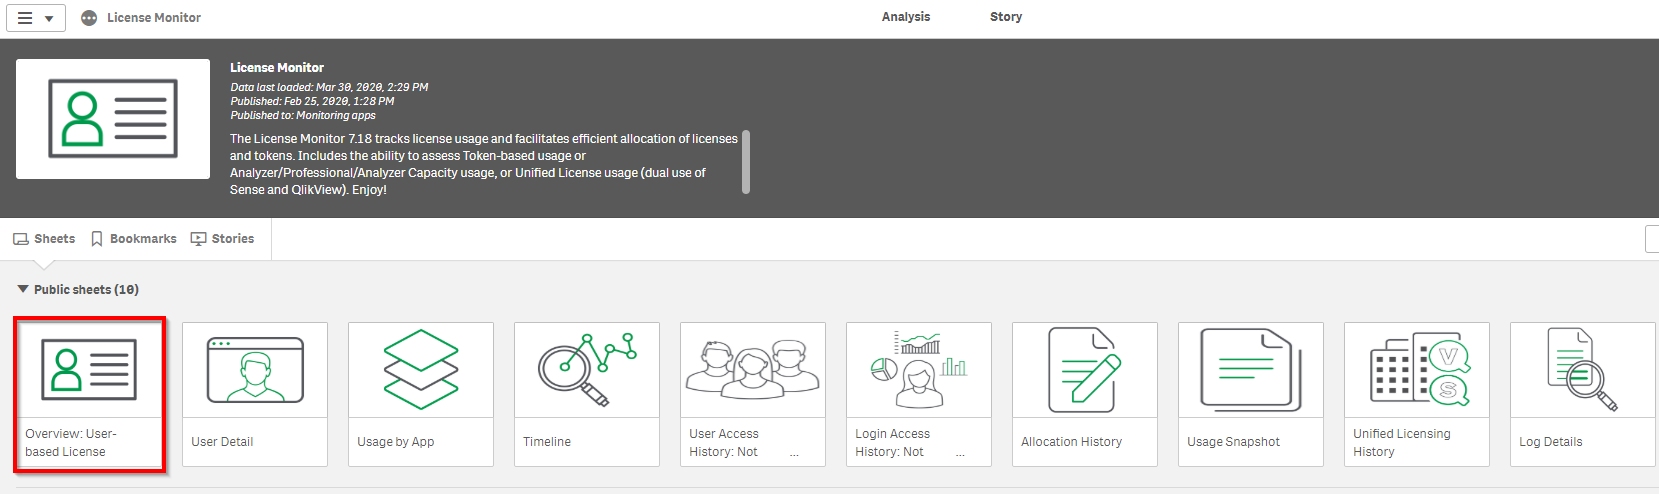 License Monitor
Analysis
Story
License Monitor
Data last loaded: Mar 30, 2020, 2:29 PM
Published: Feb 25, 2020, 1:28 PM
Published to: Monitoring apps
The License Monitor 7.18 tracks license usage and facilitates efficient allocation of licenses
and tokens. Includes the ability to assess Token-based usage or
Analyzer/Professional/Analyzer Capacity usage, or Unified License usage (dual use of
Sense and QlikView). Enjoy!
Sheets
Bookmarks
Stories
Public sheets (10)
Overview: User-
based License
User Detail
Usage by App
Timeline
User Access
History: Not ...
Login Access
History: Not ...
Allocation History
Usage Snapshot
V
S
Unified Licensing
History
Log Details